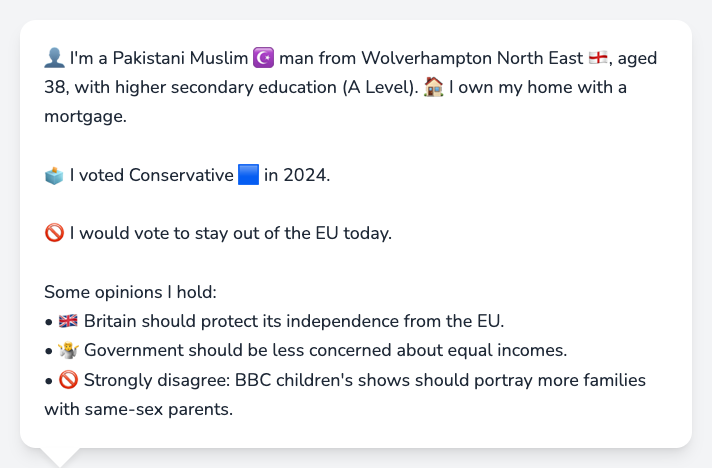 👤 I'm a Pakistani Muslim ☪️ man from Wolverhampton North East 🏴󠁧󠁢󠁥󠁮󠁧󠁿, aged
38, with higher secondary education (A Level). 🏠 I own my home with a
mortgage.
🗳️ I voted Conservative 🟦 in 2024.
🚫 I would vote to stay out of the EU today.
Some opinions I hold:
• 🇬🇧 Britain should protect its independence from the EU.
• 🤷 Government should be less concerned about equal incomes.
• 🚫 Strongly disagree: BBC children's shows should portray more families
with same-sex parents.